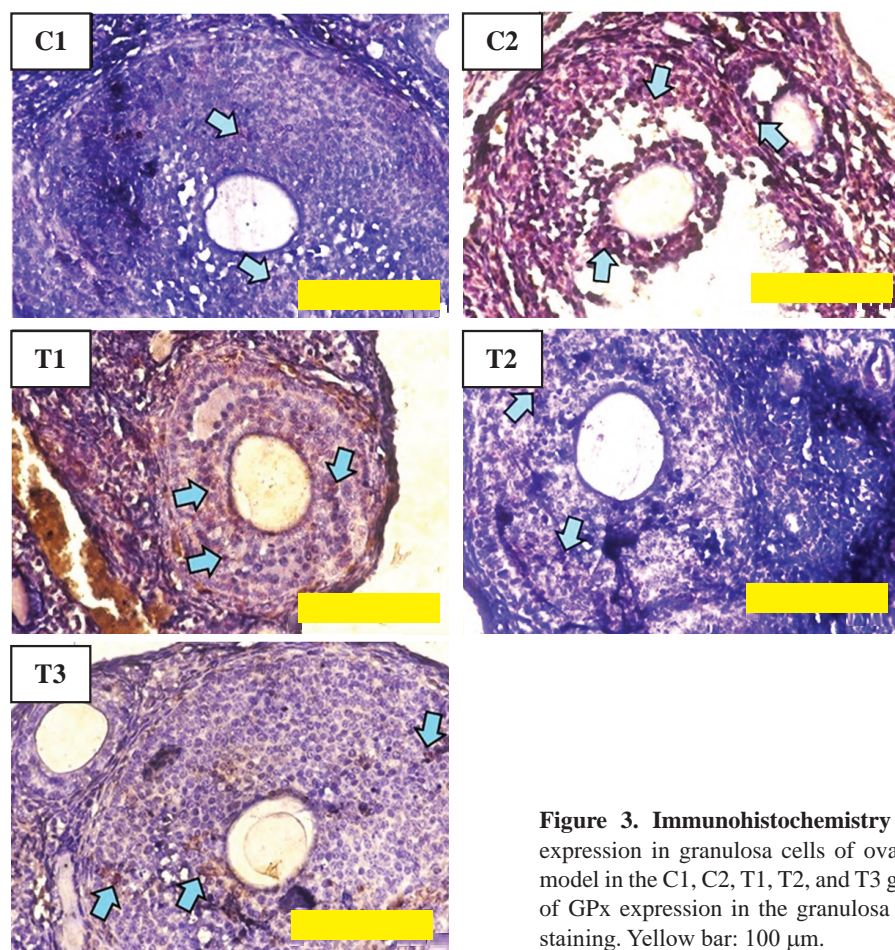 C1
C2
T1
T2
T3
Figure 3. Immunohistochemistry
expression in granulosa cells of ova
model in the C1, C2, T1, T2, and T3 g
of GPx expression in the granulosa
staining. Yellow bar: 100 μm.